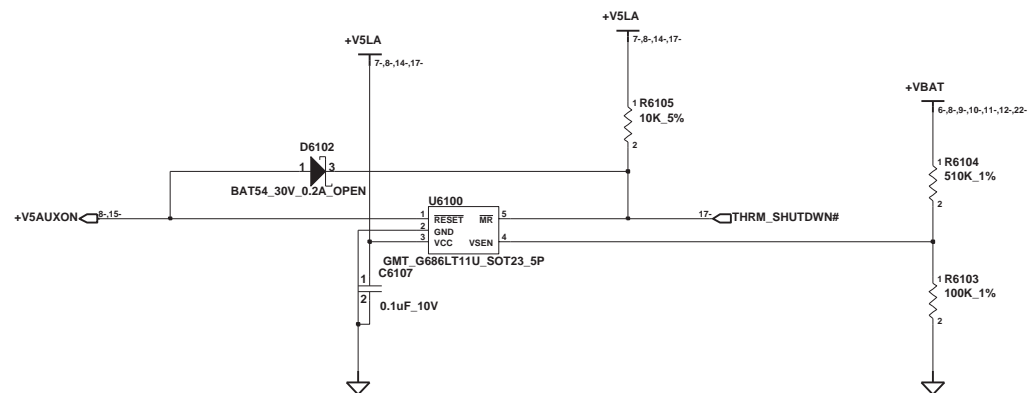 +V5LA
7-,8-,14-,17-
+V5LA
7-,8-,14-,17-
+VBAT
6-,8-,9-,10-,11-,12-,22-
1 R6105
10K_5%
2
D6102
1 3
BAT54_30V_0.2A_OPEN
1 R6104
510K_1%
2
U6100
+V5AUXON 8-,15-
1 RESET MR 5
2 GND
3 VCC VSEN 4
17- THRM_SHUTDWN#
GMT_G686LT11U_SOT23_5P
C6107
1
2
0.1uF_10V
1 R6103
100K_1%
2